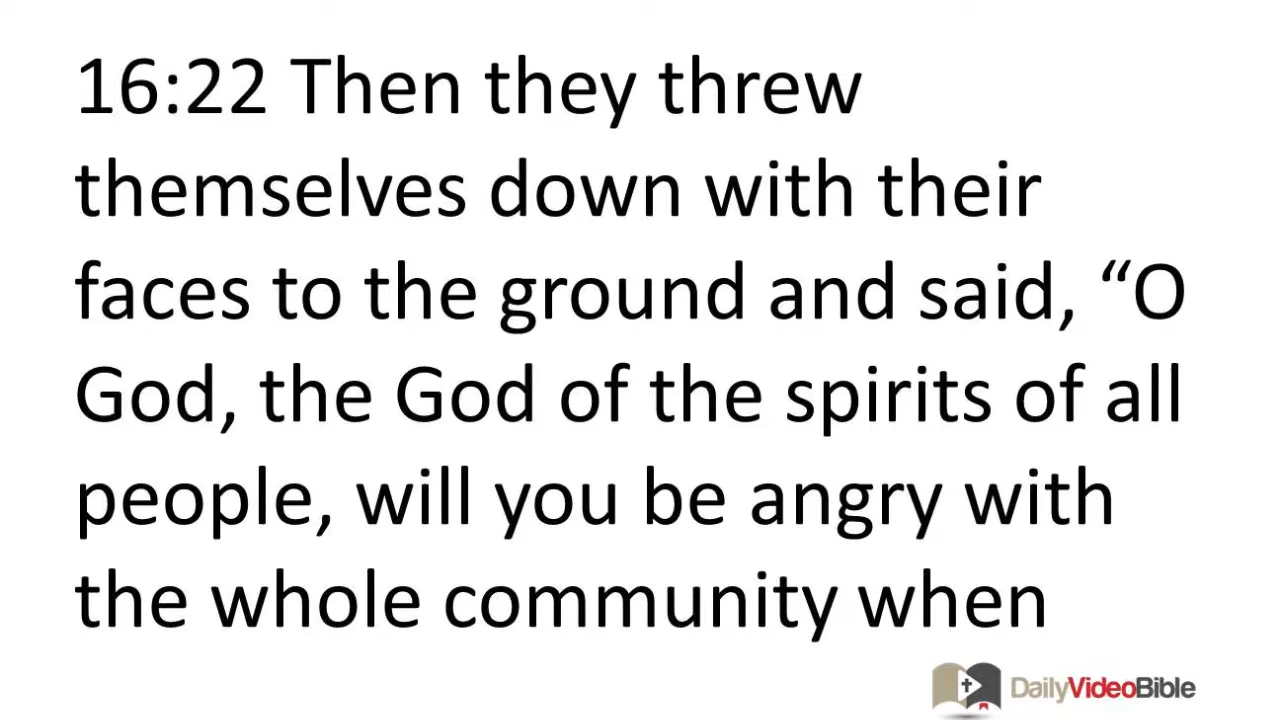 16:22 Then they threw
themselves down with their
faces to the ground and said, “O
God, the God of the spirits of all
people, will you be angry with
the whole community when
DailyVideoBible